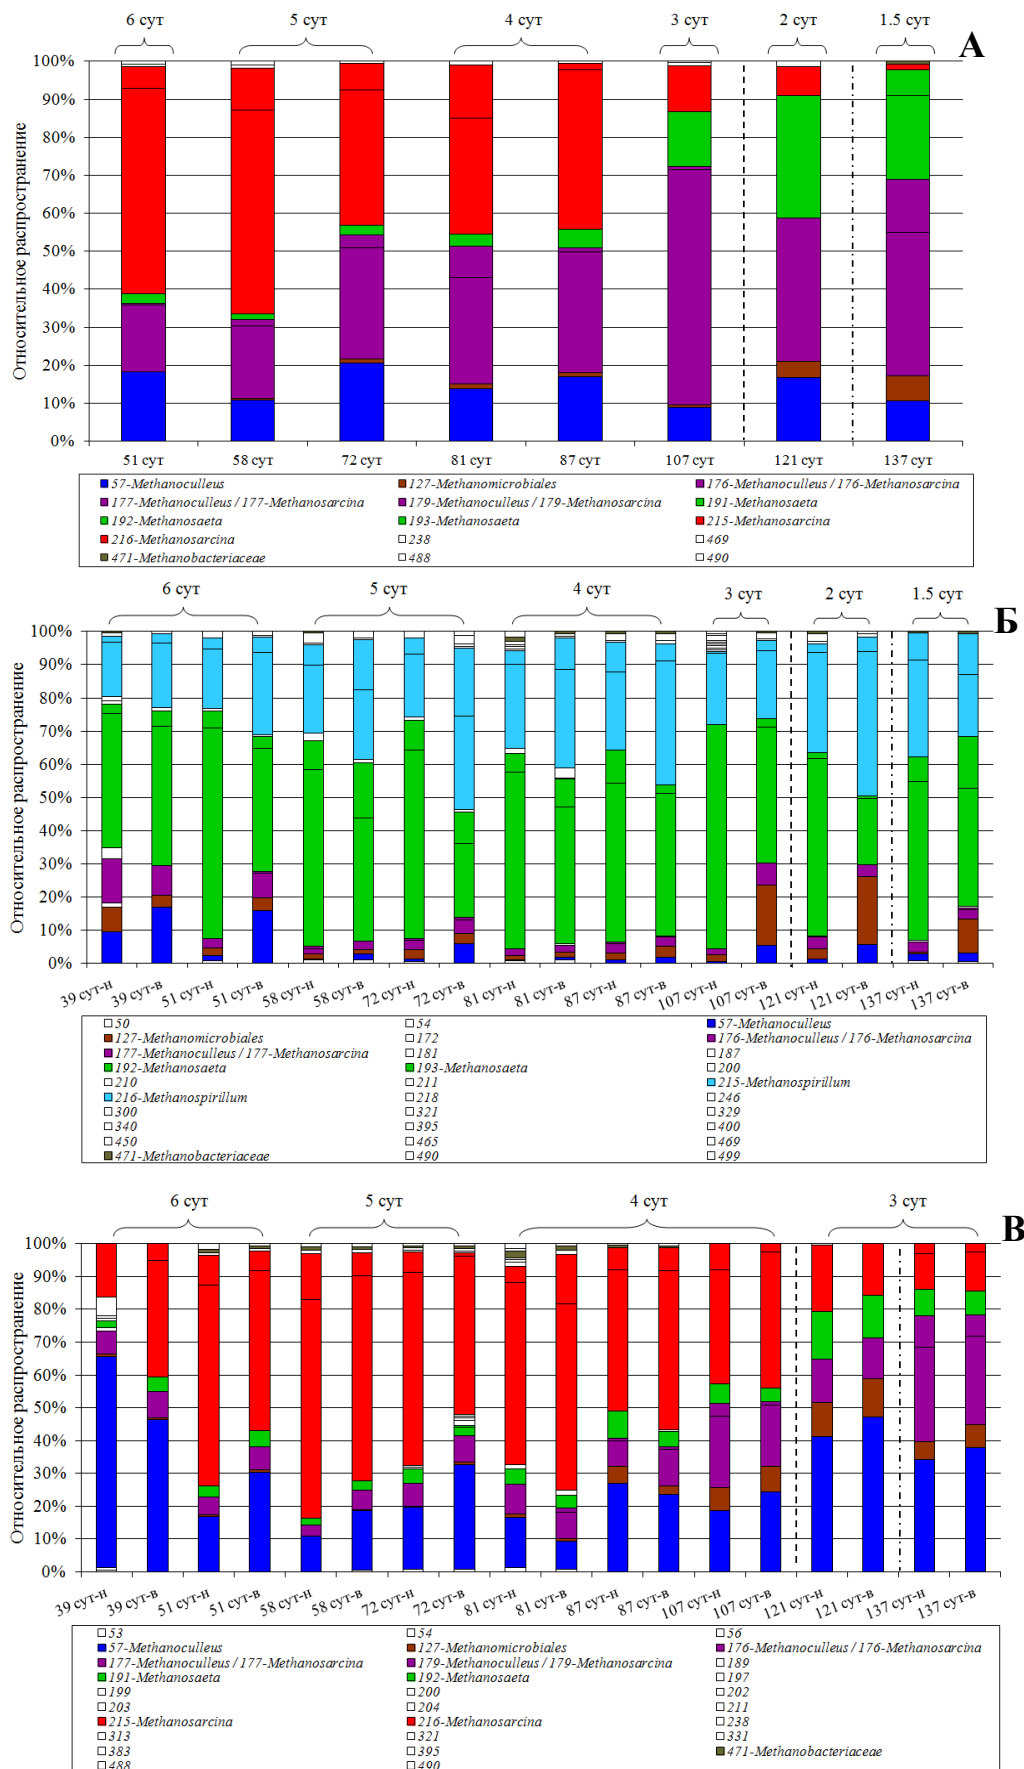 6 сут 5 сут 4 сут 3 сут 2 сут 1.5 сут
А
Относительное распространение
100%
90%
80%
70%
60%
50%
40%
30%
20%
10%
0%
51 сут 58 сут 72 сут 81 сут 87 сут 107 сут 121 сут 137 сут
57-Methanoculleus 127-Methanomicrobiales 176-Methanoculleus / 176-Methanosarcina
177-Methanoculleus / 177-Methanosarcina 179-Methanoculleus / 179-Methanosarcina 191-Methanosaeta
192-Methanosaeta 193-Methanosaeta 215-Methanosarcina
216-Methanosarcina 238 469
471-Methanobacteriaceae 488 490
6 сут 5 сут 4 сут 3 сут 2 сут 1.5 сут
Б
Относительное распространение
100%
90%
80%
70%
60%
50%
40%
30%
20%
10%
0%
39 сут-н 39 сут-в 51 сут-н 51 сут-в 58 сут-н 58 сут-в 72 сут-н 72 сут-в 81 сут-н 81 сут-в 87 сут-н 87 сут-в 107 сут-н 107 сут-в 121 сут-н 121 сут-в 137 сут-н 137 сут-в
50 54 57-Methanoculleus
127-Methanomicrobiales 172 176-Methanoculleus / 176-Methanosarcina
177-Methanoculleus / 177-Methanosarcina 181 187
192-Methanosaeta 193-Methanosaeta 200
210 211 215-Methanospirillum
216-Methanospirillum 218 246
300 321 329
340 395 400
450 465 469
471-Methanobacteriaceae 490 499
6 сут 5 сут 4 сут 3 сут
В
Относительное распространение
100%
90%
80%
70%
60%
50%
40%
30%
20%
10%
0%
39 сут-н 39 сут-в 51 сут-н 51 сут-в 58 сут-н 58 сут-в 72 сут-н 72 сут-в 81 сут-н 81 сут-в 87 сут-н 87 сут-в 107 сут-н 107 сут-в 121 сут-н 121 сут-в 137 сут-н 137 сут-в
53 54 56
57-Methanoculleus 127-Methanomicrobiales 176-Methanoculleus / 176-Methanosarcina
177-Methanoculleus / 177-Methanosarcina 179-Methanoculleus / 179-Methanosarcina 189
191-Methanosaeta 192-Methanosaeta 197
199 200 202
203 204 211
215-Methanosarcina 216-Methanosarcina 238
313 321 331
383 395 471-Methanobacteriaceae
488 490